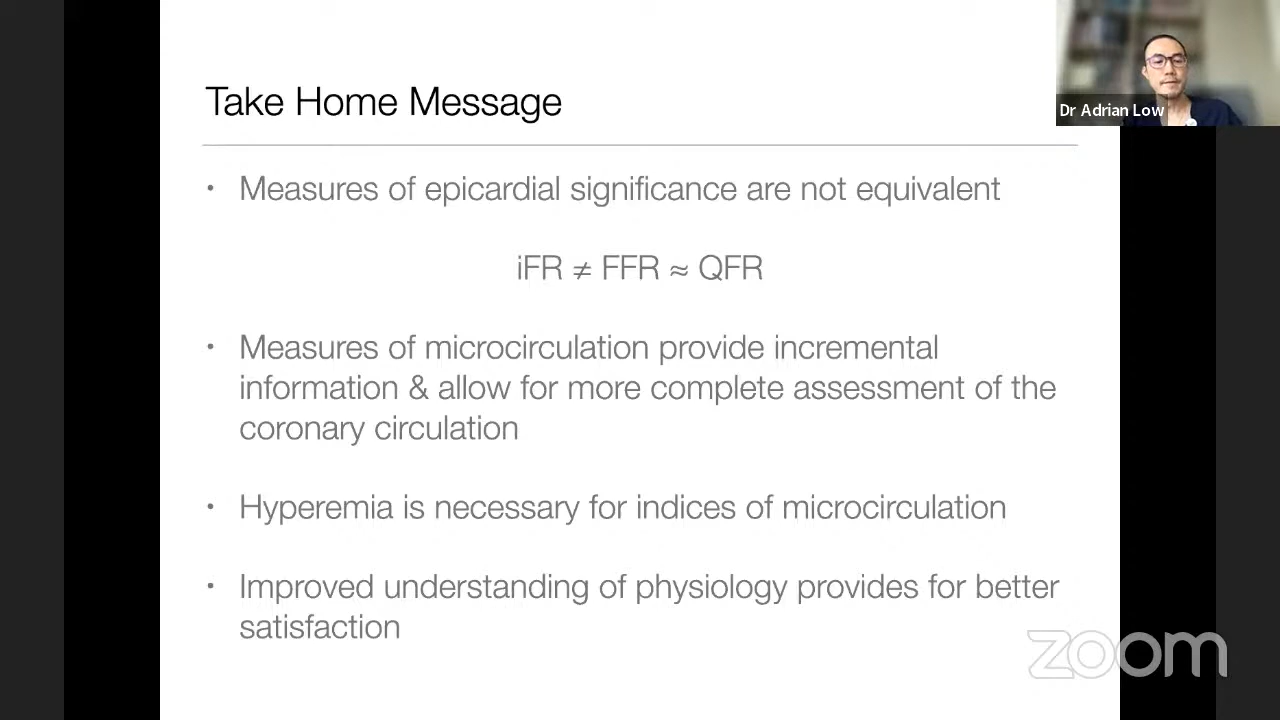 Take Home Message
Dr Adrian Low
• Measures of epicardial significance are not equivalent
iFR ≠ FFR ≈ QFR
• Measures of microcirculation provide incremental
information & allow for more complete assessment of the
coronary circulation
• Hyperemia is necessary for indices of microcirculation
• Improved understanding of physiology provides for better
satisfaction
zoom